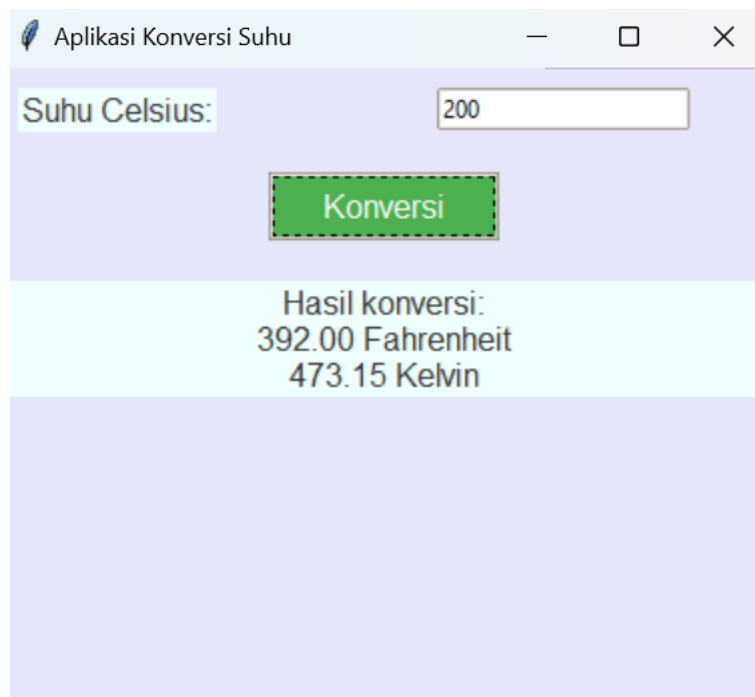 Aplikasi Konversi Suhu
Suhu Celsius: 200
Konversi
Hasil konversi:
392.00 Fahrenheit
473.15 Kelvin